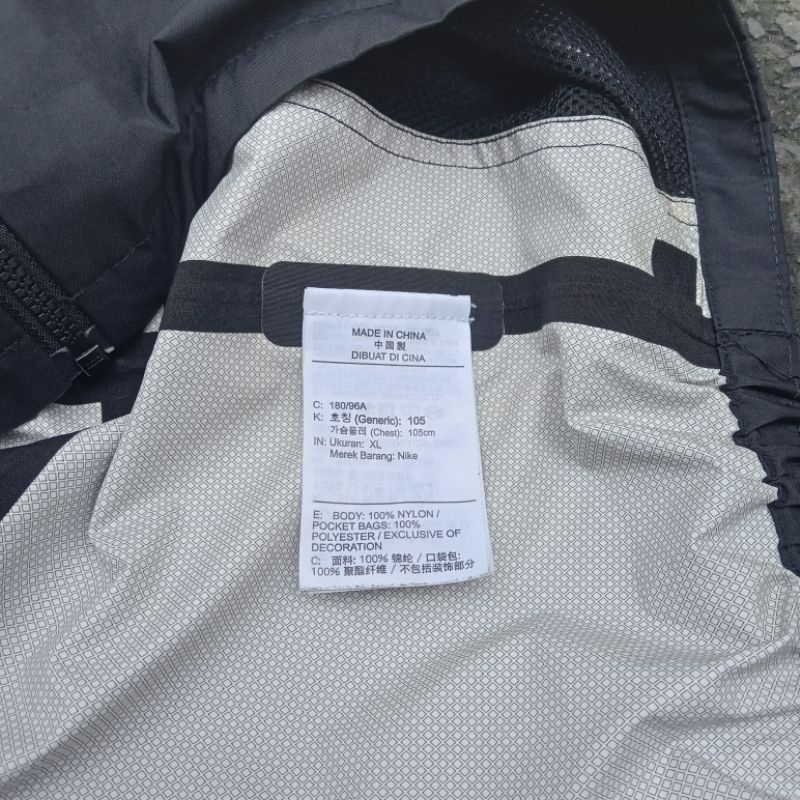 MADE IN CHINA
中国製
DIBUAT DI CINA
C: 180/96A
K: 호칭 (Generic): 105
가슴둘레 (Chest): 105cm
IN: Ukuran: XL
Merek Barang: Nike
E: BODY: 100% NYLON /
POCKET BAGS: 100%
POLYESTER / EXCLUSIVE OF
DECORATION
C: 面料: 100% 锦纶 / 口袋包:
100% 聚酯纤维 / 不包括装饰部分